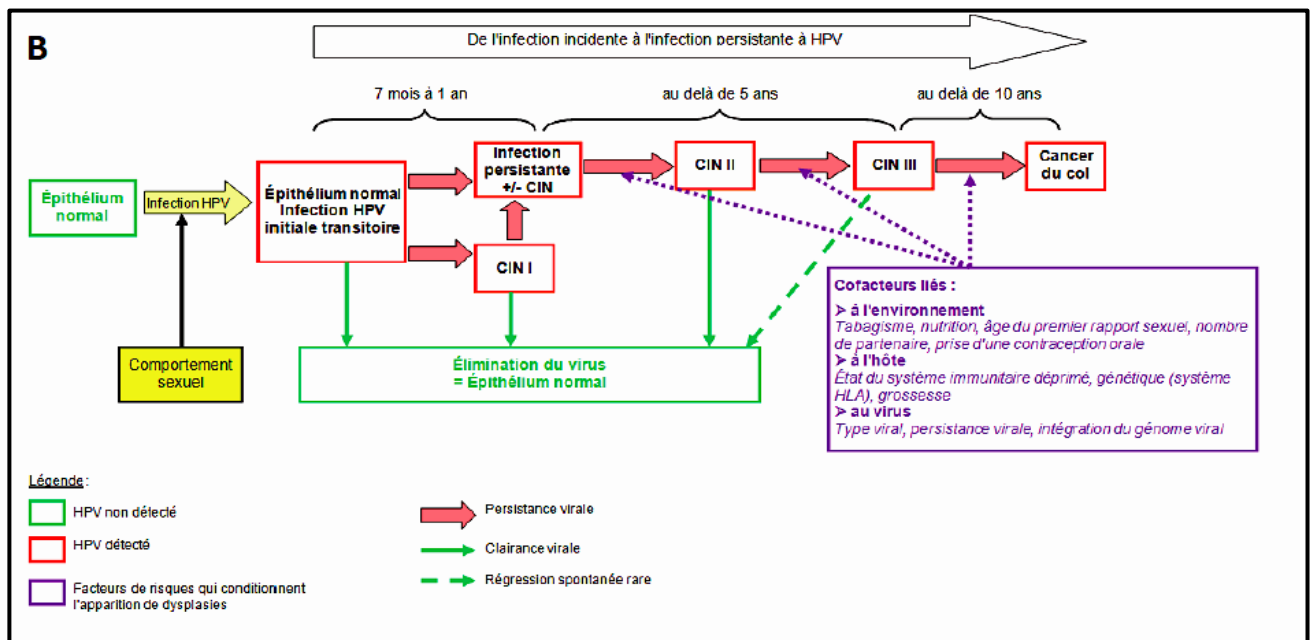 B
De l'infection incidente à l'infection persistante à HPV
7 mois à 1 an
au delà de 5 ans
au delà de 10 ans
Épithélium
normal
Infection HPV
Épithélium normal
Infection HPV
initiale transitoire
Infection
persistante
+/- CIN
CIN I
CIN II
CIN III
Cancer
du col
Comportement
sexuel
Élimination du virus
= Épithélium normal
Cofacteurs liés :
➤ à l'environnement
Tabagisme, nutrition, âge du premier rapport sexuel, nombre
de partenaire, prise d'une contraception orale
➤ à l'hôte
État du système immunitaire déprimé, génétique (système
HLA), grossesse
➤ au virus
Type viral, persistance virale, intégration du génome viral
Légende :
HPV non détecté
HPV détecté
Facteurs de risques qui conditionnent
l'apparition de dysplasies
Persistance virale
Clairance virale
Régression spontanée rare